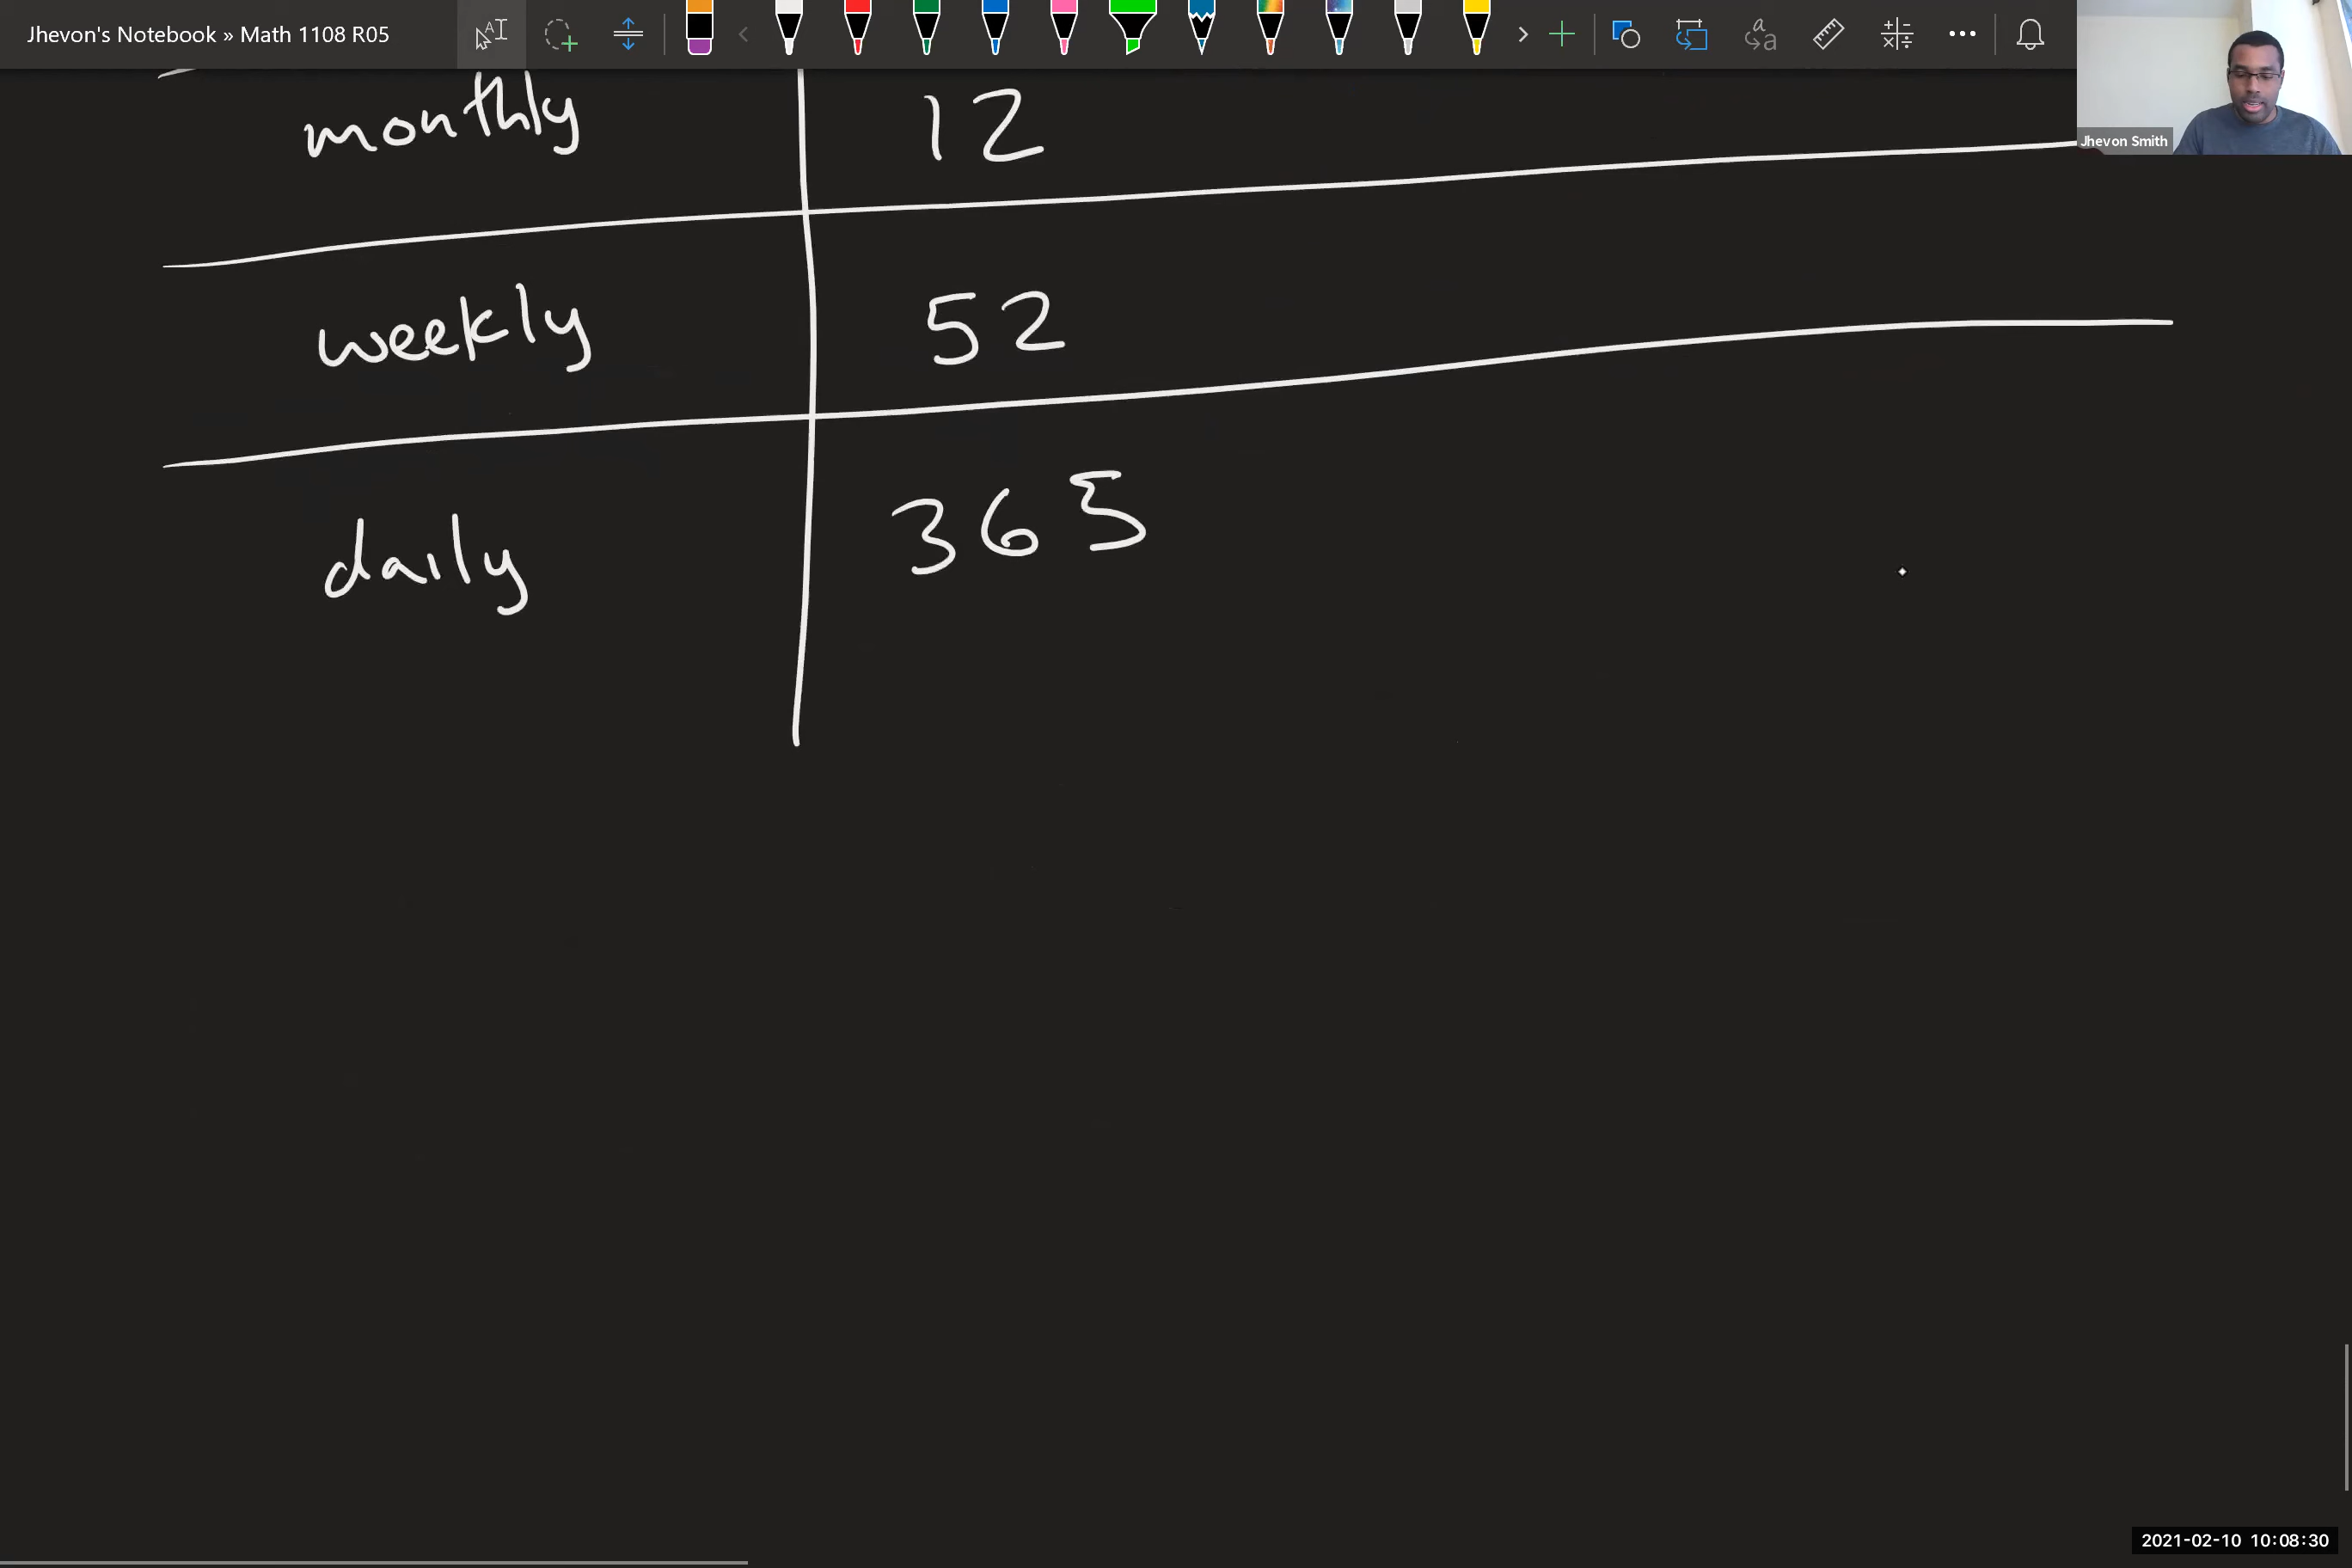 Jhevon's Notebook » Math 1108 R05
Jhevon Smith
monthly 12
weekly 52
daily 365
2021-02-10 10:08:30